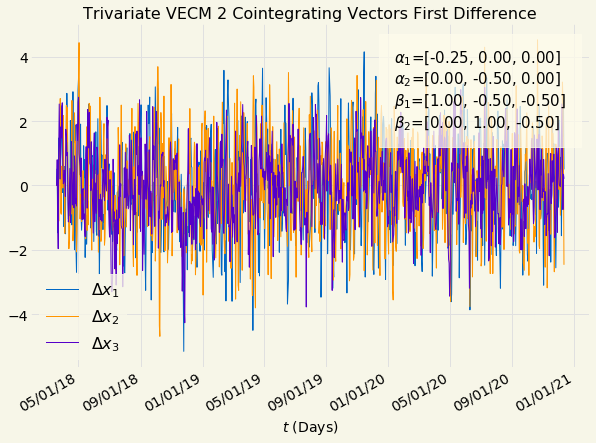 Trivariate VECM 2 Cointegrating Vectors First Difference
α₁=[-0.25, 0.00, 0.00]
α₂=[0.00, -0.50, 0.00]
β₁=[1.00, -0.50, -0.50]
β₂=[0.00, 1.00, -0.50]
4
2
0
−2
−4
Δx₁
Δx₂
Δx₃
05/01/18 09/01/18 01/01/19 05/01/19 09/01/19 01/01/20 05/01/20 09/01/20 01/01/21
t (Days)